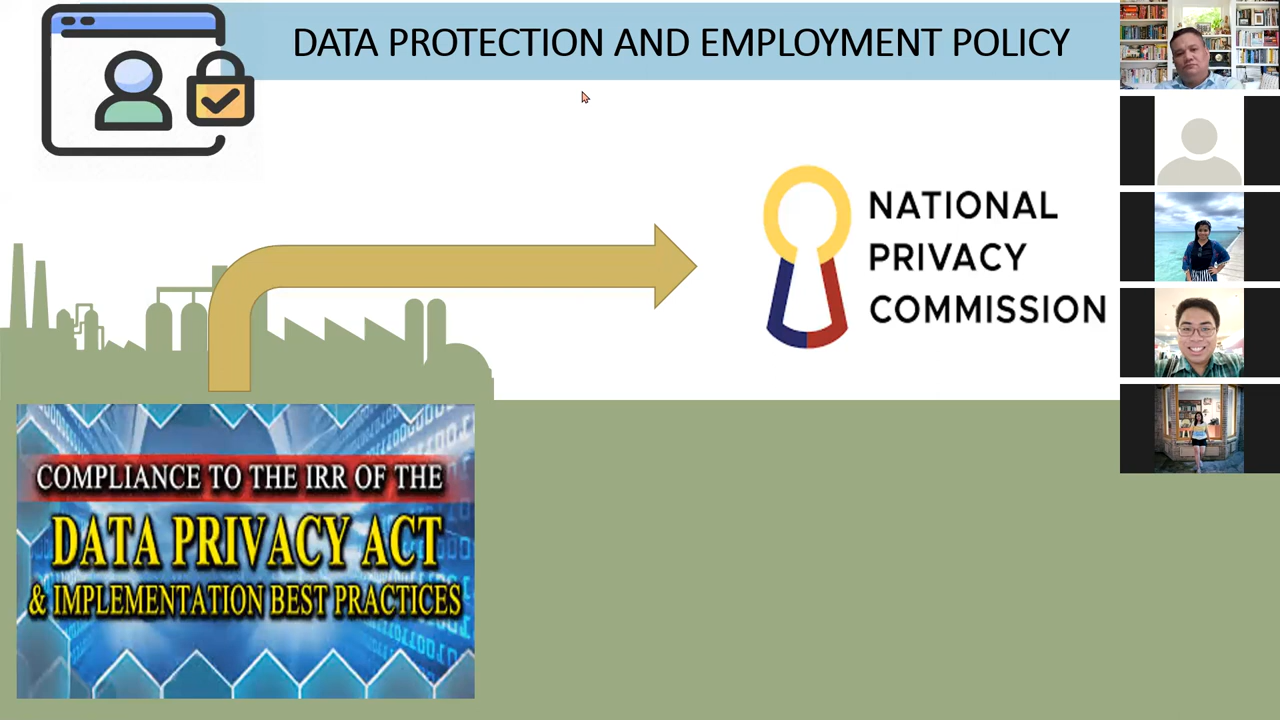 DATA PROTECTION AND EMPLOYMENT POLICY
NATIONAL
PRIVACY
COMMISSION
COMPLIANCE TO THE IRR OF THE
DATA PRIVACY ACT
& IMPLEMENTATION BEST PRACTICES